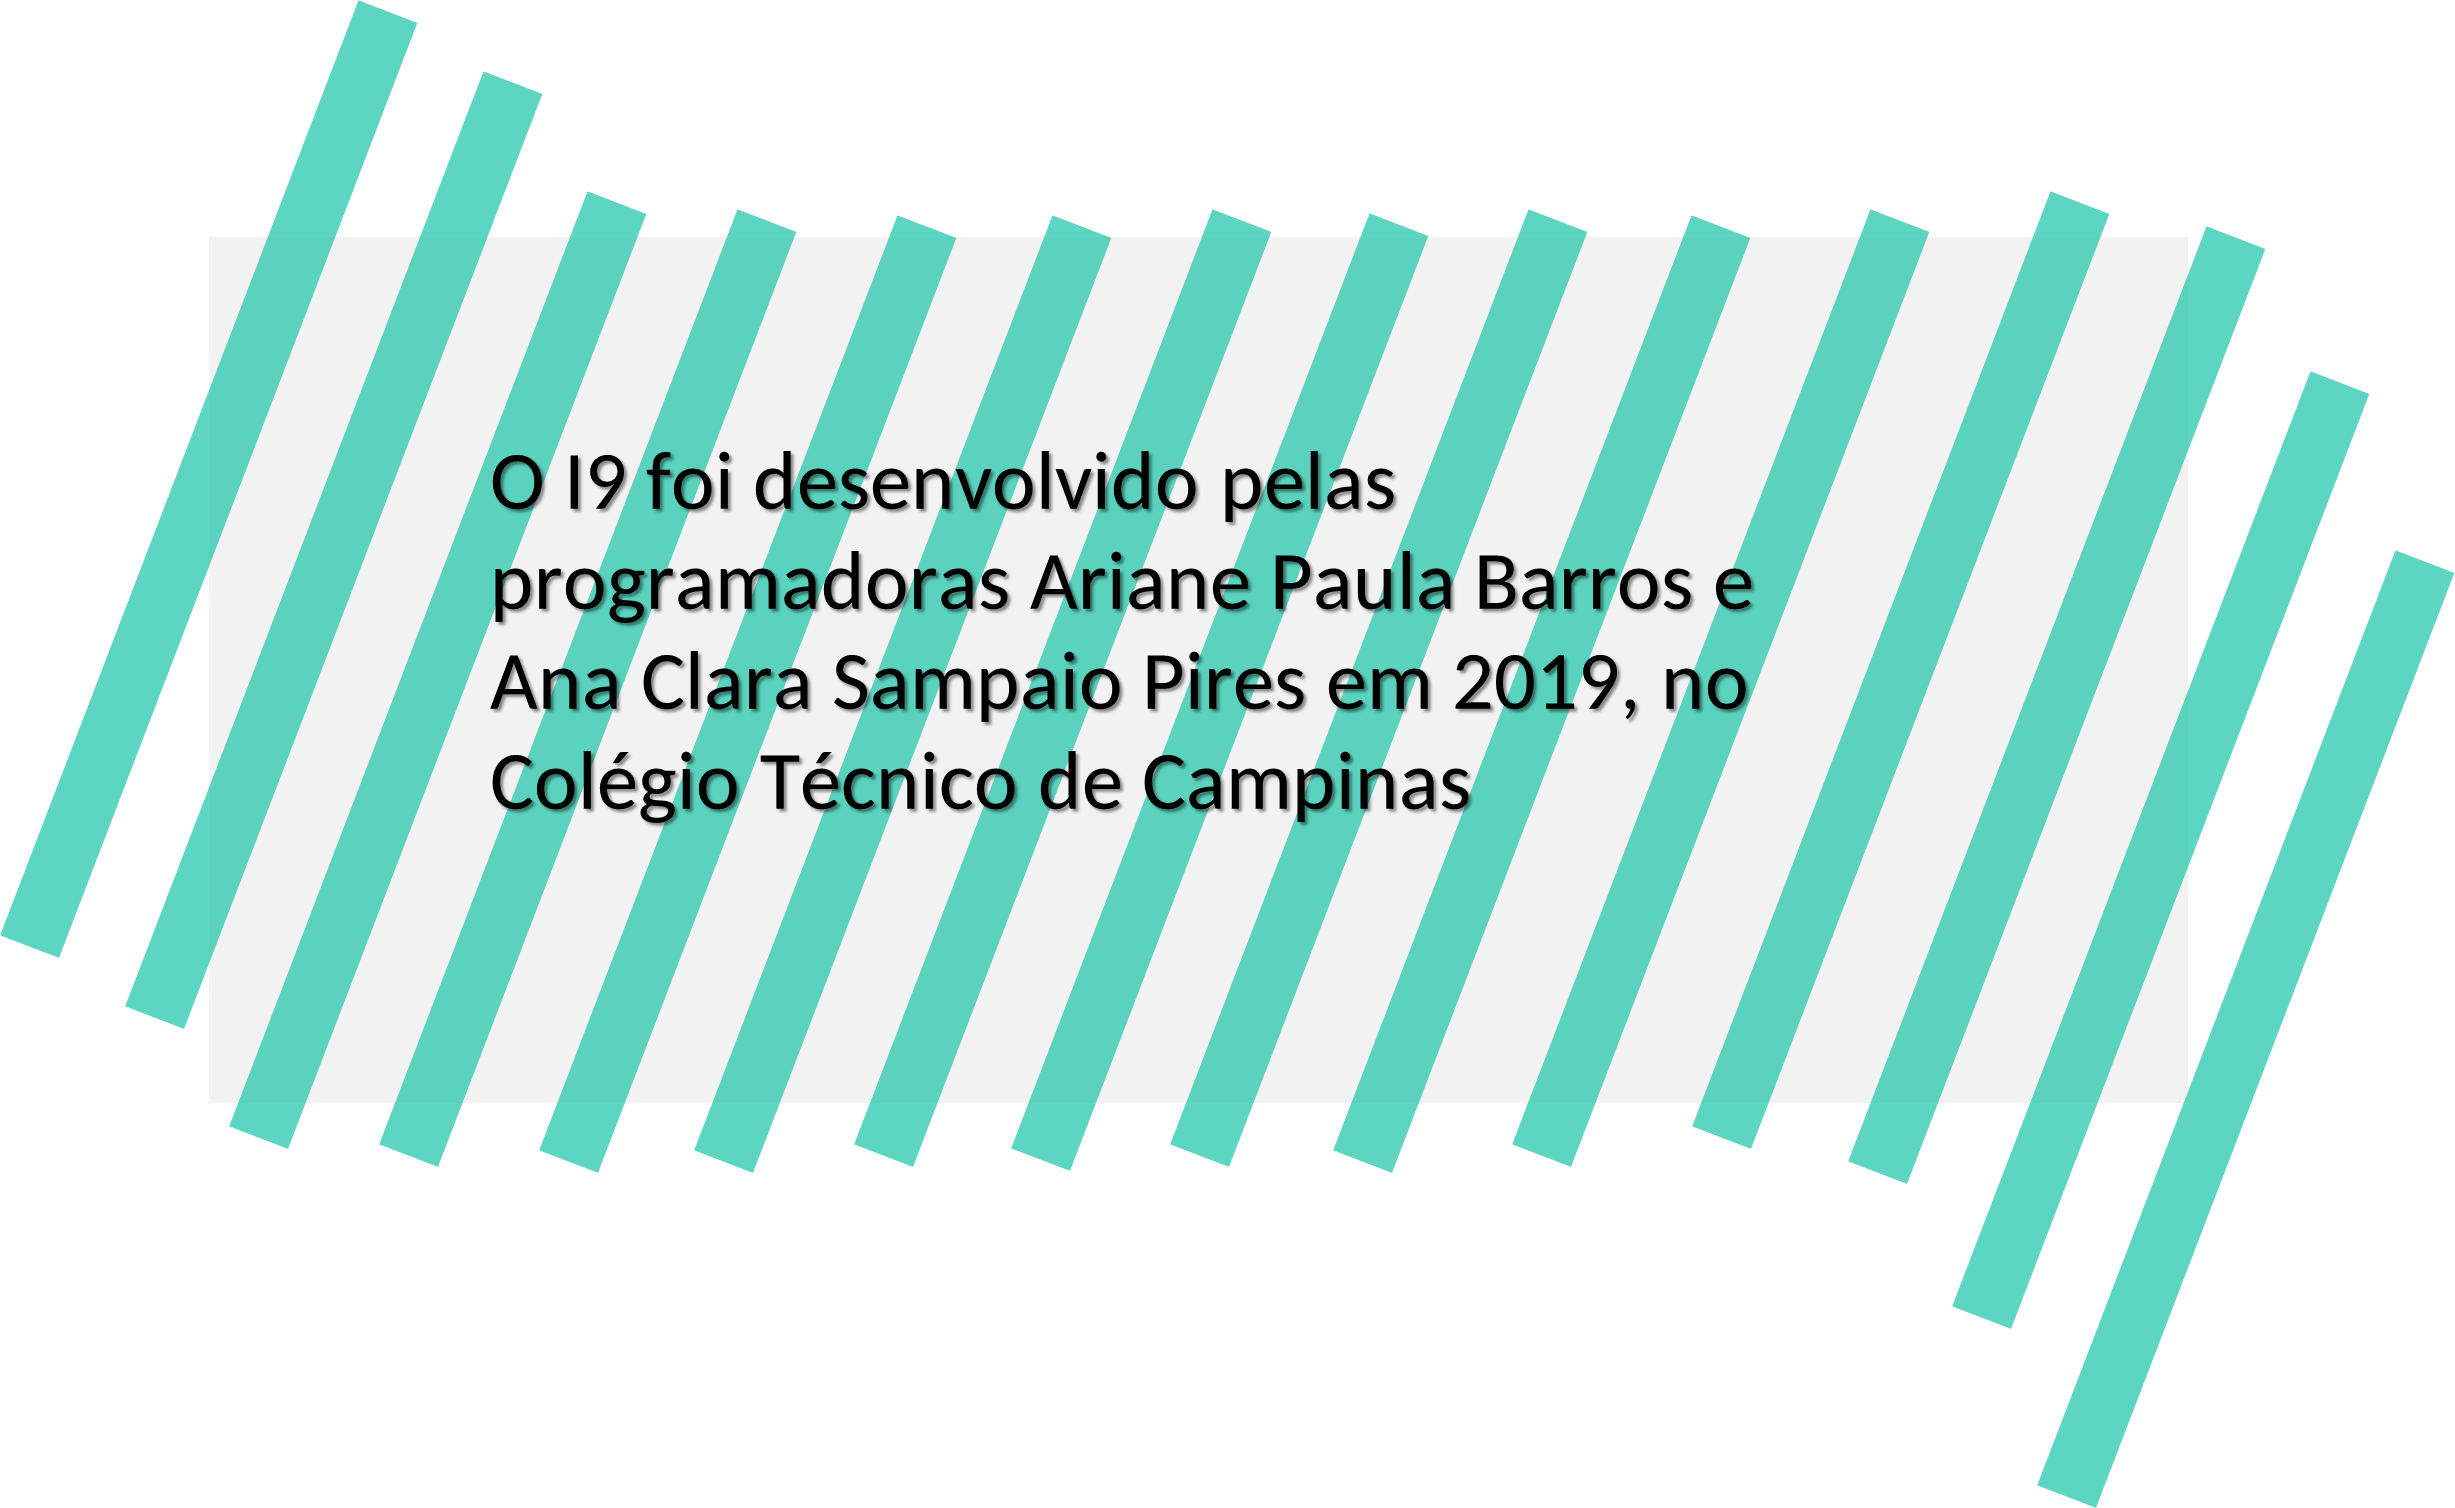 O I9 foi desenvolvido pelas
programadoras Ariane Paula Barros e
Ana Clara Sampaio Pires em 2019, no
Colégio Técnico de Campinas